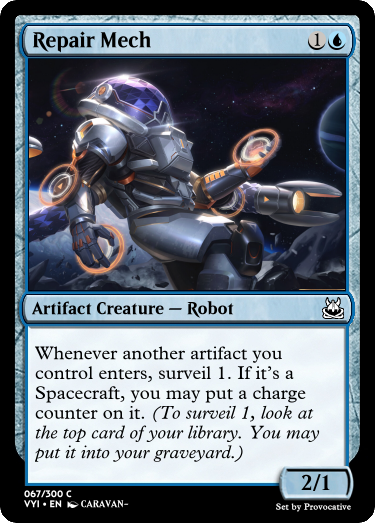 Repair Mech 1
Artifact Creature — Robot
Whenever another artifact you
control enters, surveil 1. If it's a
Spacecraft, you may put a charge
counter on it. (To surveil 1, look at
the top card of your library. You may
put it into your graveyard.)
2/1
067/300 C
VYI • EN CARAVAN-
Set by Provocative